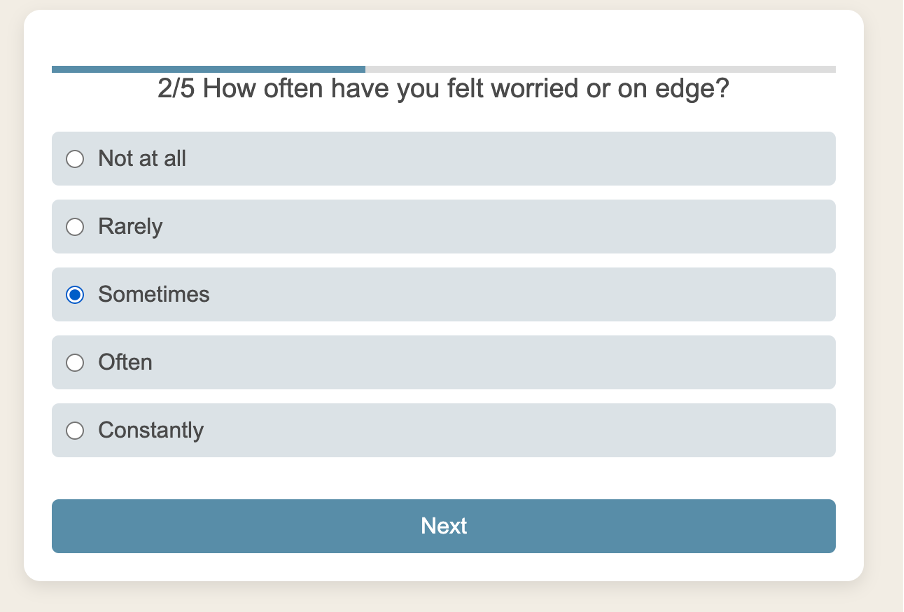 2/5 How often have you felt worried or on edge?
Not at all
Rarely
Sometimes
Often
Constantly
Next